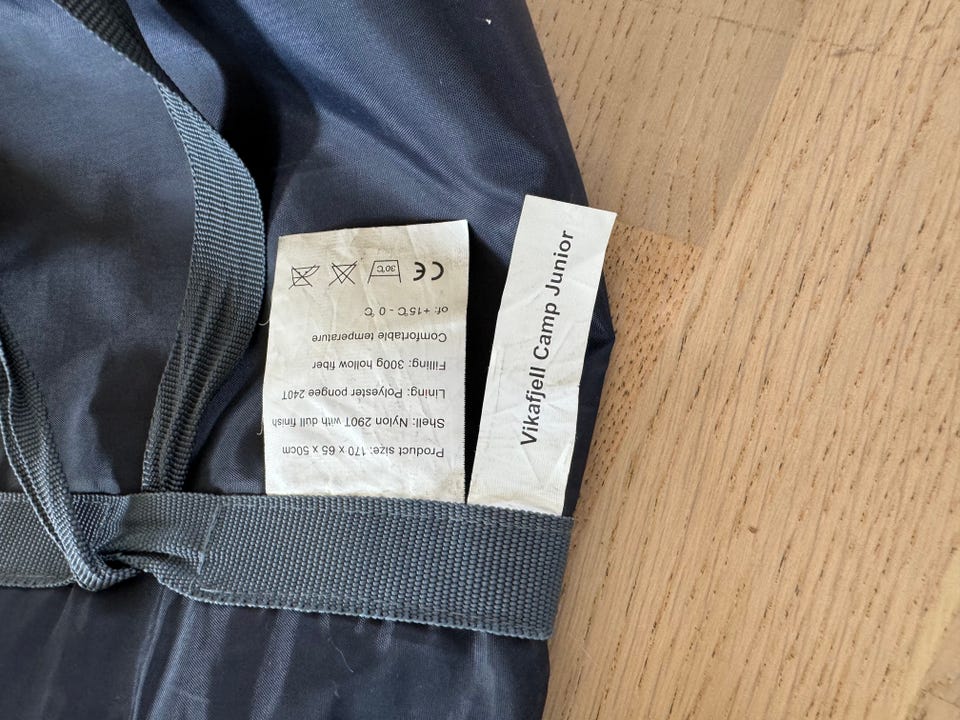 Product size: 170 x 65 x 50cm
Shell: Nylon 290T with dull finish
Lining: Polyester pongee 240T
Filling: 300g hollow fiber
Comfortable temperature
of: +15℃ - 0 ℃
CE 30℃
Vikafjell Camp Junior